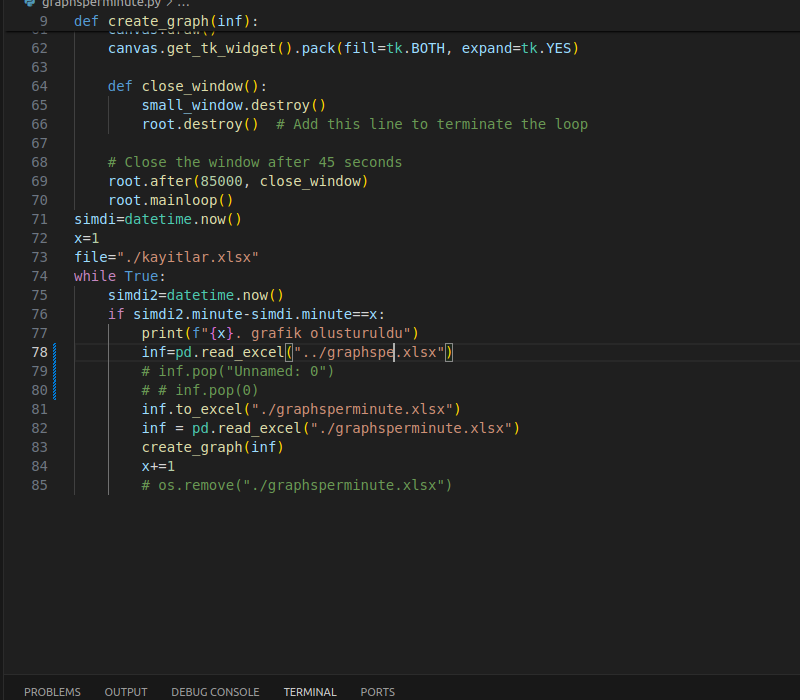 graphsperminute.py > ...
9 def create_graph(inf):
61 canvas.draw()
62 canvas.get_tk_widget().pack(fill=tk.BOTH, expand=tk.YES)
63
64 def close_window():
65 small_window.destroy()
66 root.destroy()  # Add this line to terminate the loop
67
68 # Close the window after 45 seconds
69 root.after(85000, close_window)
70 root.mainloop()
71 simdi=datetime.now()
72 x=1
73 file="./kayitlar.xlsx"
74 while True:
75 simdi2=datetime.now()
76 if simdi2.minute-simdi.minute==x:
77 print(f"{x}. grafik olusturuldu")
78 inf=pd.read_excel("../graphspe.xlsx")
79 # inf.pop("Unnamed: 0")
80 # # inf.pop(0)
81 inf.to_excel("./graphsperminute.xlsx")
82 inf = pd.read_excel("./graphsperminute.xlsx")
83 create_graph(inf)
84 x+=1
85 # os.remove("./graphsperminute.xlsx")
PROBLEMS OUTPUT DEBUG CONSOLE TERMINAL PORTS